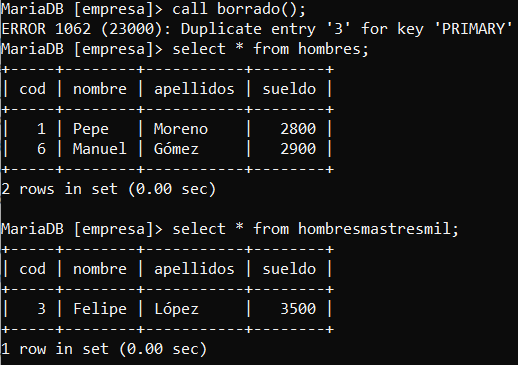 MariaDB [empresa]> call borrado();
ERROR 1062 (23000): Duplicate entry '3' for key 'PRIMARY'
MariaDB [empresa]> select * from hombres;
+-----+--------+-----------+--------+
| cod | nombre | apellidos | sueldo |
+-----+--------+-----------+--------+
|   1 | Pepe   | Moreno    |   2800 |
|   6 | Manuel | Gómez     |   2900 |
+-----+--------+-----------+--------+
2 rows in set (0.00 sec)

MariaDB [empresa]> select * from hombresmastresmil;
+-----+--------+-----------+--------+
| cod | nombre | apellidos | sueldo |
+-----+--------+-----------+--------+
|   3 | Felipe | López     |   3500 |
+-----+--------+-----------+--------+
1 row in set (0.00 sec)